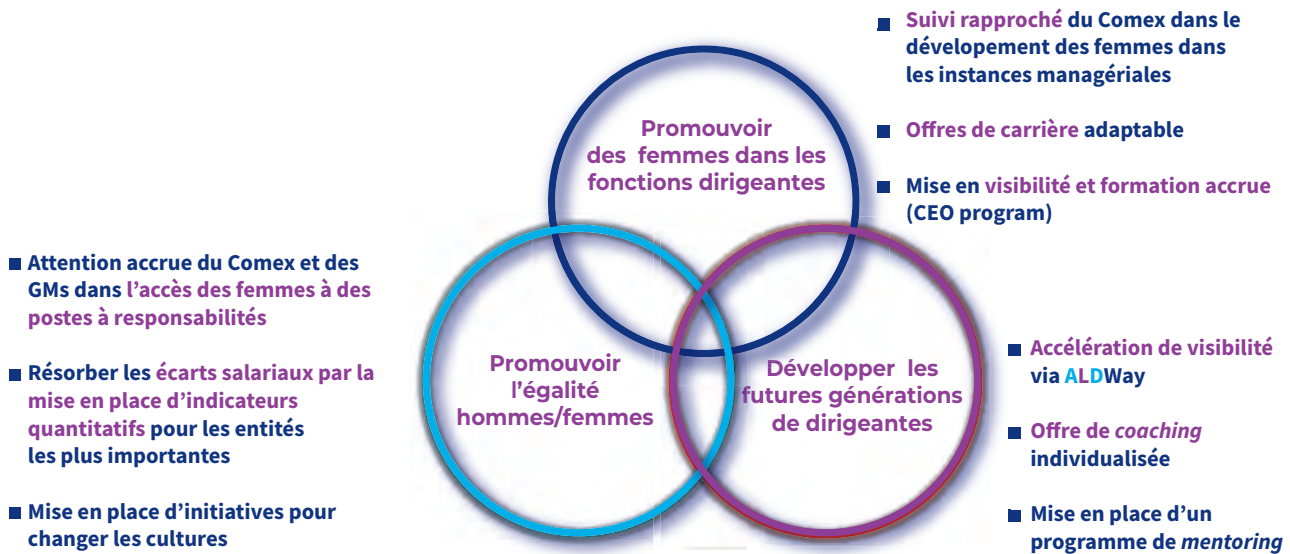 Suivi rapproché du Comex dans le
dévelopement des femmes dans
les instances managériales
Offres de carrière adaptable
Mise en visibilité et formation accrue
(CEO program)
Promouvoir
des femmes dans les
fonctions dirigeantes
Attention accrue du Comex et des
GMs dans l’accès des femmes à des
postes à responsabilités
Résorber les écarts salariaux par la
mise en place d’indicateurs
quantitatifs pour les entités
les plus importantes
Mise en place d’initiatives pour
changer les cultures
Promouvoir
l’égalité
hommes/femmes
Développer les
futures générations
de dirigeantes
Accélération de visibilité
via ALDWay
Offre de coaching
individualisée
Mise en place d’un
programme de mentoring